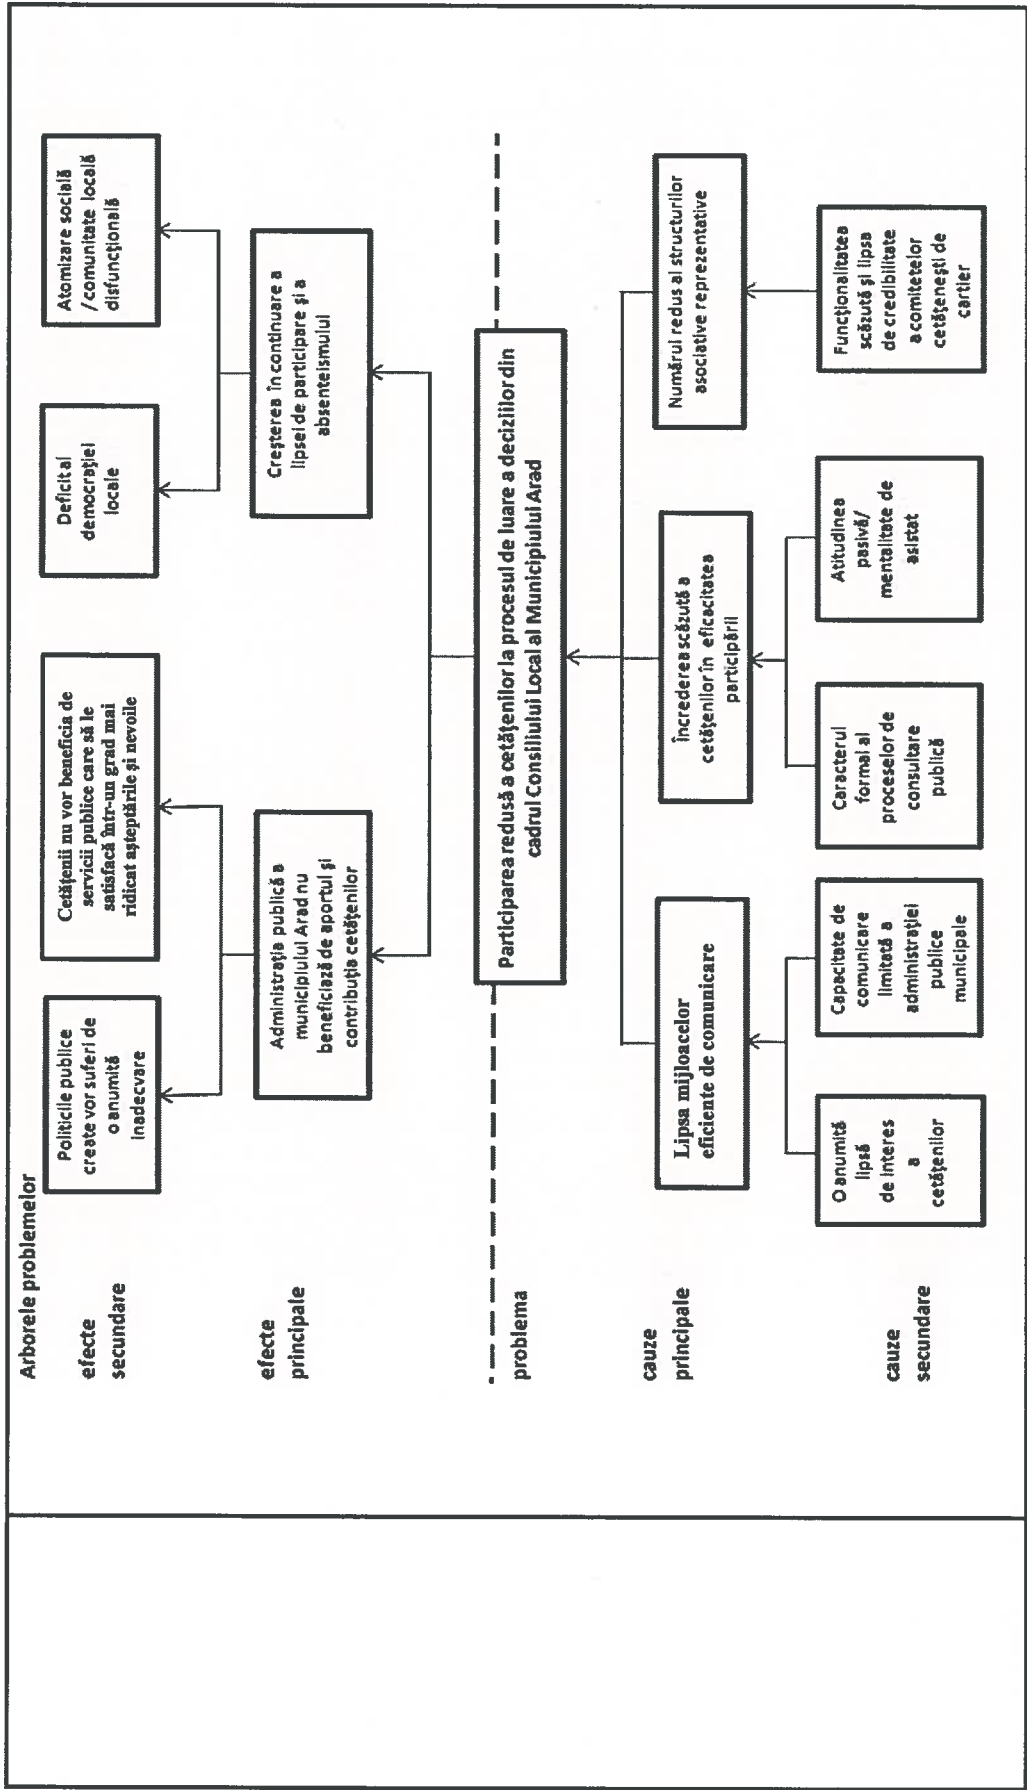 Arborele problemelor
efecte
secundare
Politicile publice
create vor suferi de
o anumită
inadecvare
Cetățenii nu vor beneficia de
servicii publice care să le
satisfacă într-un grad mai
ridicat așteptările și nevoile
Deficit al
democrației
locale
Atomizare socială
/comunitate locală
disfuncțională
efecte
principale
Administrația publică a
municipiului Arad nu
beneficiază de aportul și
contribuția cetățenilor
Creșterea în continuare a
lipsei de participare și a
absenteismului
problema
Participarea redusă a cetățenilor la procesul de luare a deciziilor din
cadrul Consiliului Local al Municipiului Arad
cauze
principale
Lipsa mijloacelor
eficiente de comunicare
Încrederea scăzută a
cetățenilor în eficacitatea
participării
Numărul redus al structurilor
asociative reprezentative
cauze
secundare
O anumită
lipsă
de interes
a
cetățenilor
Capacitate de
comunicare
limitată a
administrației
publice
municipale
Caracterul
formal al
proceselor de
consultare
publică
Atitudinea
pasivă/
mentalitate de
asistat
Funcționalitatea
scăzută și lipsa
de credibilitate
a comitetelor
cetățenești de
cartier